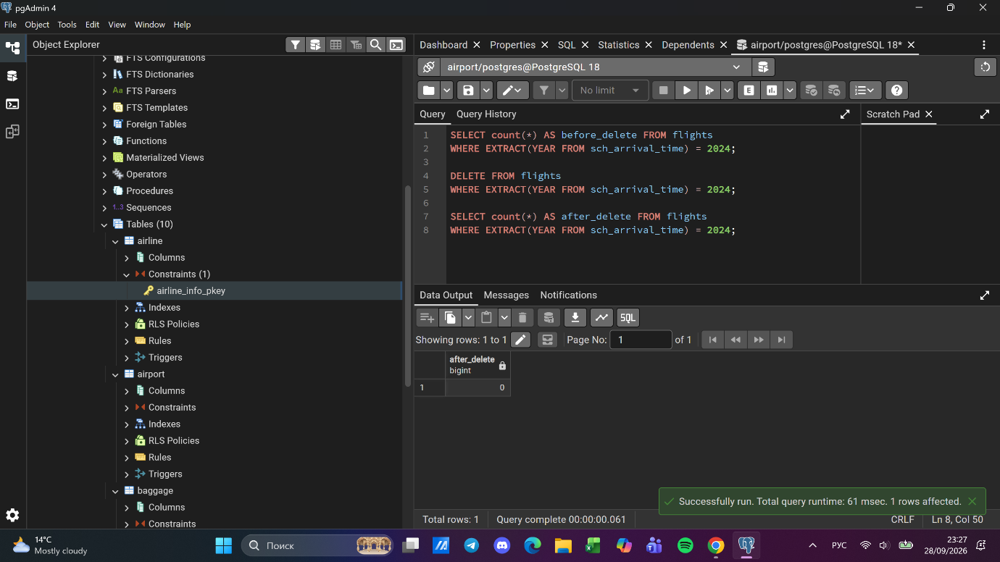 pgAdmin 4
File Object Tools Edit View Window Help
Object Explorer
FTS Configurations
FTS Dictionaries
Aa FTS Parsers
FTS Templates
Foreign Tables
Functions
Materialized Views
Operators
Procedures
1..3 Sequences
Tables (10)
airline
Columns
Constraints (1)
airline_info_pkey
Indexes
RLS Policies
Rules
Triggers
airport
Columns
Constraints
Indexes
RLS Policies
Rules
Triggers
baggage
Columns
Constraints
Dashboard Properties SQL Statistics Dependents airport/postgres@PostgreSQL 18*
airport/postgres@PostgreSQL 18
No limit E
Query Query History Scratch Pad
1 SELECT count(*) AS before_delete FROM flights
2 WHERE EXTRACT(YEAR FROM sch_arrival_time) = 2024;
3
4 DELETE FROM flights
5 WHERE EXTRACT(YEAR FROM sch_arrival_time) = 2024;
6
7 SELECT count(*) AS after_delete FROM flights
8 WHERE EXTRACT(YEAR FROM sch_arrival_time) = 2024;
Data Output Messages Notifications
SQL
Showing rows: 1 to 1 Page No: 1 of 1
after_delete
bigint
1 0
Successfully run. Total query runtime: 61 msec. 1 rows affected.
Total rows: 1 Query complete 00:00:00.061 CRLF Ln 8, Col 50
14°C
Mostly cloudy
Поиск
РУС
23:27
28/09/2026